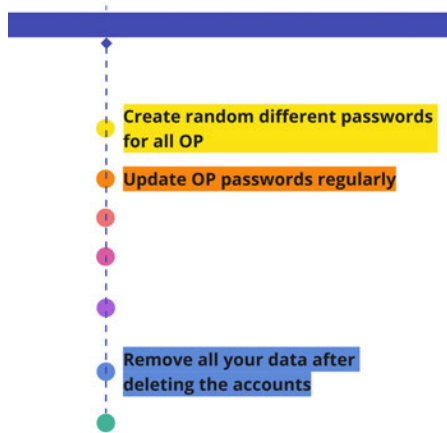 Create random different passwords
for all OP
Update OP passwords regularly
Remove all your data after
deleting the accounts